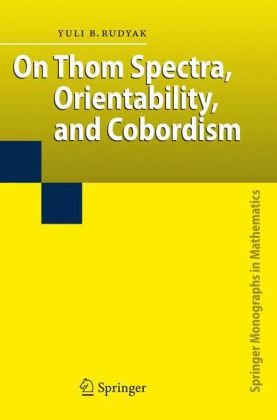 YULI B. RUDYAK
On Thom Spectra,
Orientability,
and Cobordism
Springer Monographs in Mathematics
Springer